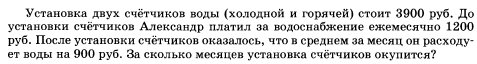 Установка двух счётчиков воды (холодной и горячей) стоит 3900 руб. До
установки счётчиков Александр платил за водоснабжение ежемесячно 1200
руб. После установки счётчиков оказалось, что в среднем за месяц он расходу-
ет воды на 900 руб. За сколько месяцев установка счётчиков окупится?